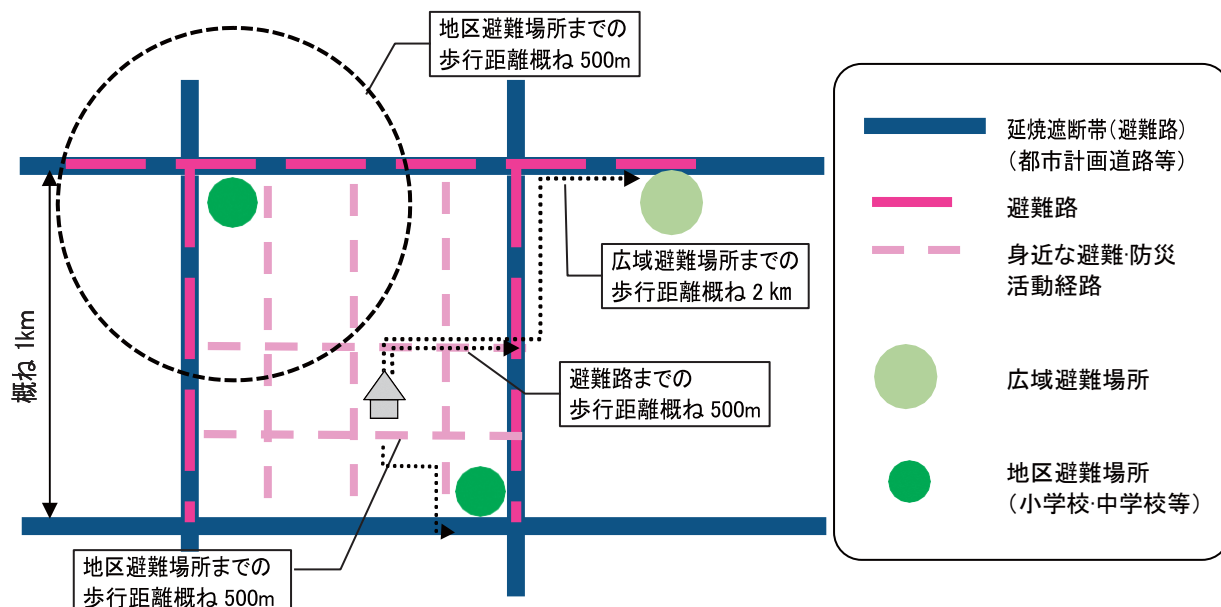 地区避難場所までの
歩行距離概ね 500m
概ね 1km
広域避難場所までの
歩行距離概ね 2 km
避難路までの
歩行距離概ね 500m
地区避難場所までの
歩行距離概ね 500m
延焼遮断帯（避難路）
（都市計画道路等）
避難路
身近な避難・防災
活動経路
広域避難場所
地区避難場所
（小学校・中学校等）